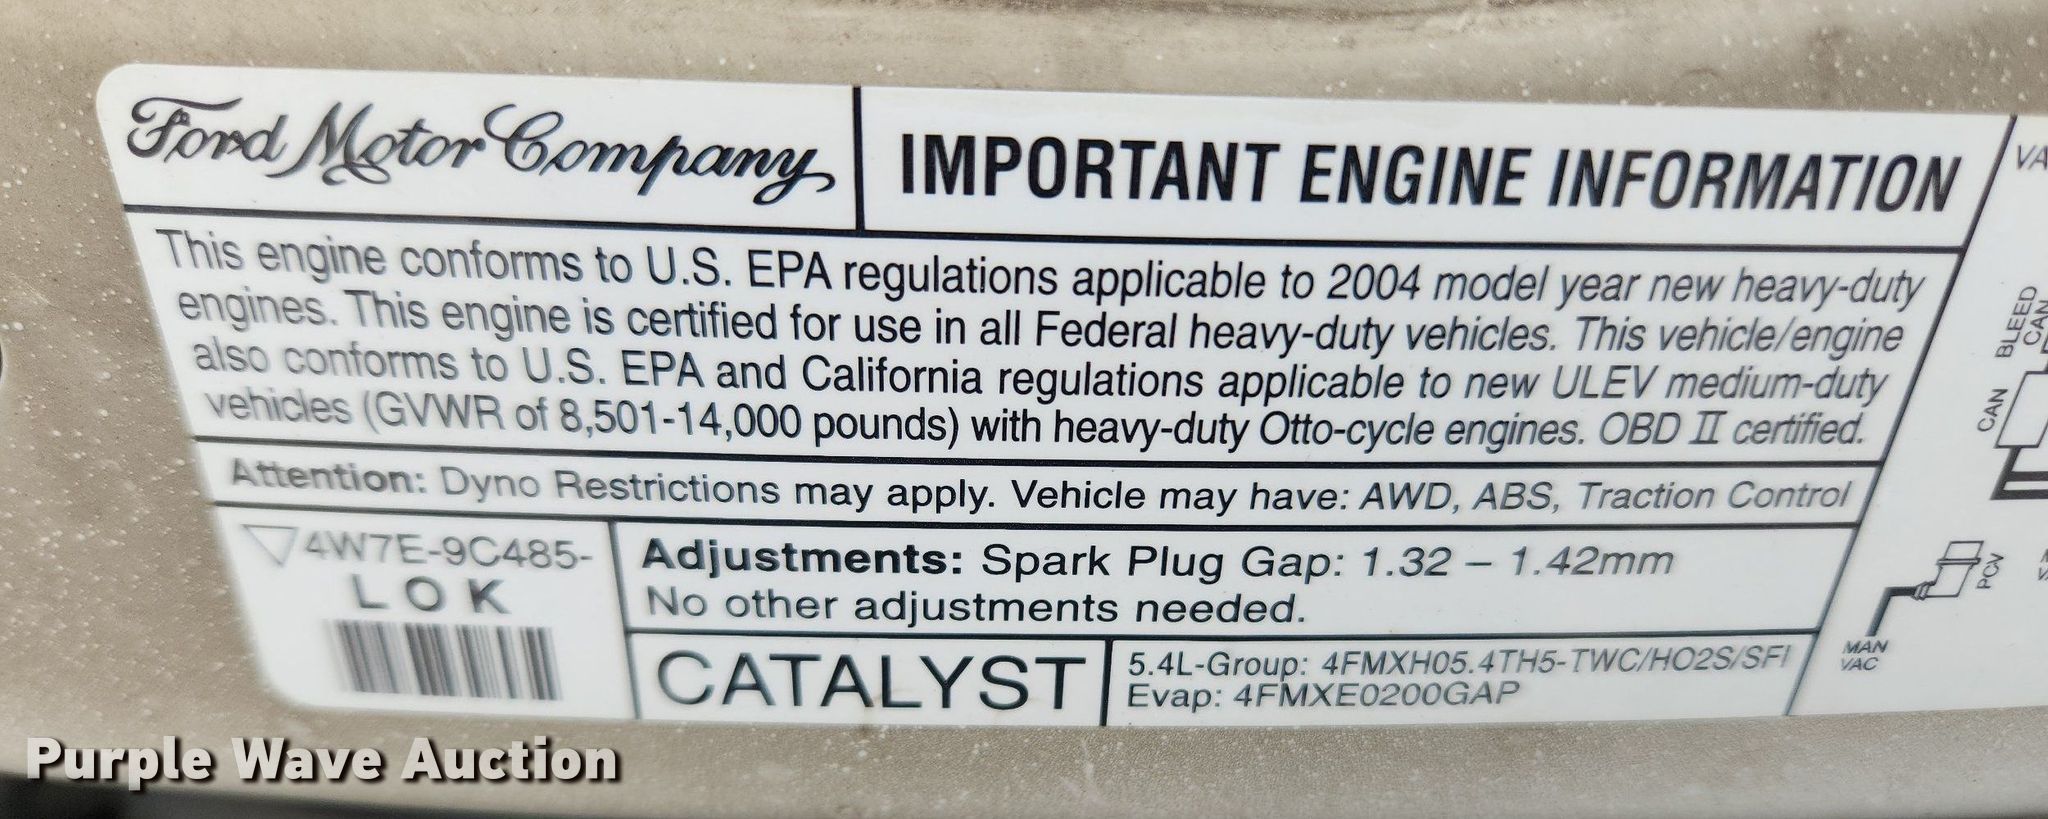 Ford Motor Company
IMPORTANT ENGINE INFORMATION
This engine conforms to U.S. EPA regulations applicable to 2004 model year new heavy-duty
engines. This engine is certified for use in all Federal heavy-duty vehicles. This vehicle/engine
also conforms to U.S. EPA and California regulations applicable to new ULEV medium-duty
vehicles (GVWR of 8,501-14,000 pounds) with heavy-duty Otto-cycle engines. OBD II certified.
Attention: Dyno Restrictions may apply. Vehicle may have: AWD, ABS, Traction Control
4W7E-9C485-
LOK
Adjustments: Spark Plug Gap: 1.32 – 1.42mm
No other adjustments needed.
CATALYST
5.4L-Group: 4FMXH05.4TH5-TWC/HO2S/SFI
Evap: 4FMXE0200GAP
BLEED
CAN
CAN
PCV
MAN
VAC
Purple Wave Auction